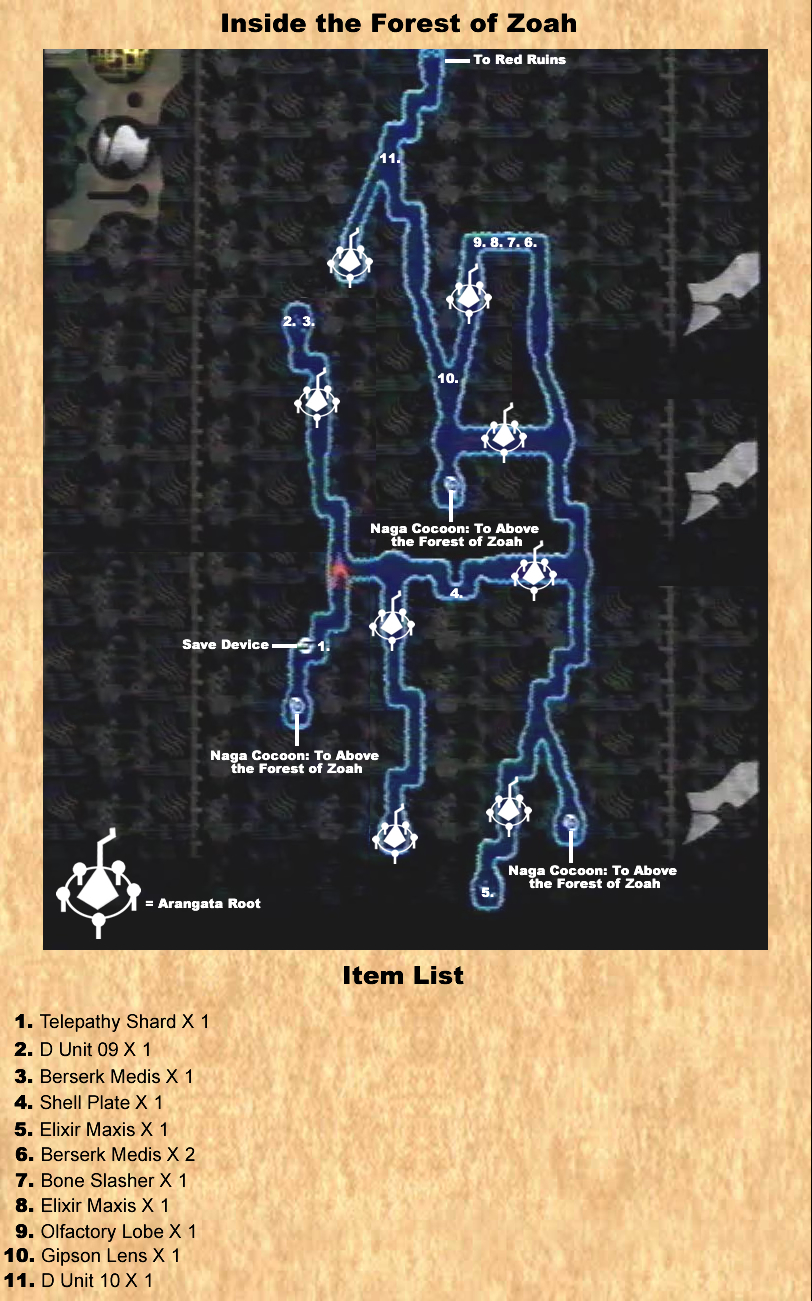 Inside the Forest of Zoah
To Red Ruins
11.
9. 8. 7. 6.
2. 3.
10.
Naga Cocoon: To Above
the Forest of Zoah
4.
Save Device
1.
Naga Cocoon: To Above
the Forest of Zoah
Naga Cocoon: To Above
the Forest of Zoah
5.
= Arangata Root
Item List
1. Telepathy Shard X 1
2. D Unit 09 X 1
3. Berserk Medis X 1
4. Shell Plate X 1
5. Elixir Maxis X 1
6. Berserk Medis X 2
7. Bone Slasher X 1
8. Elixir Maxis X 1
9. Olfactory Lobe X 1
10. Gipson Lens X 1
11. D Unit 10 X 1